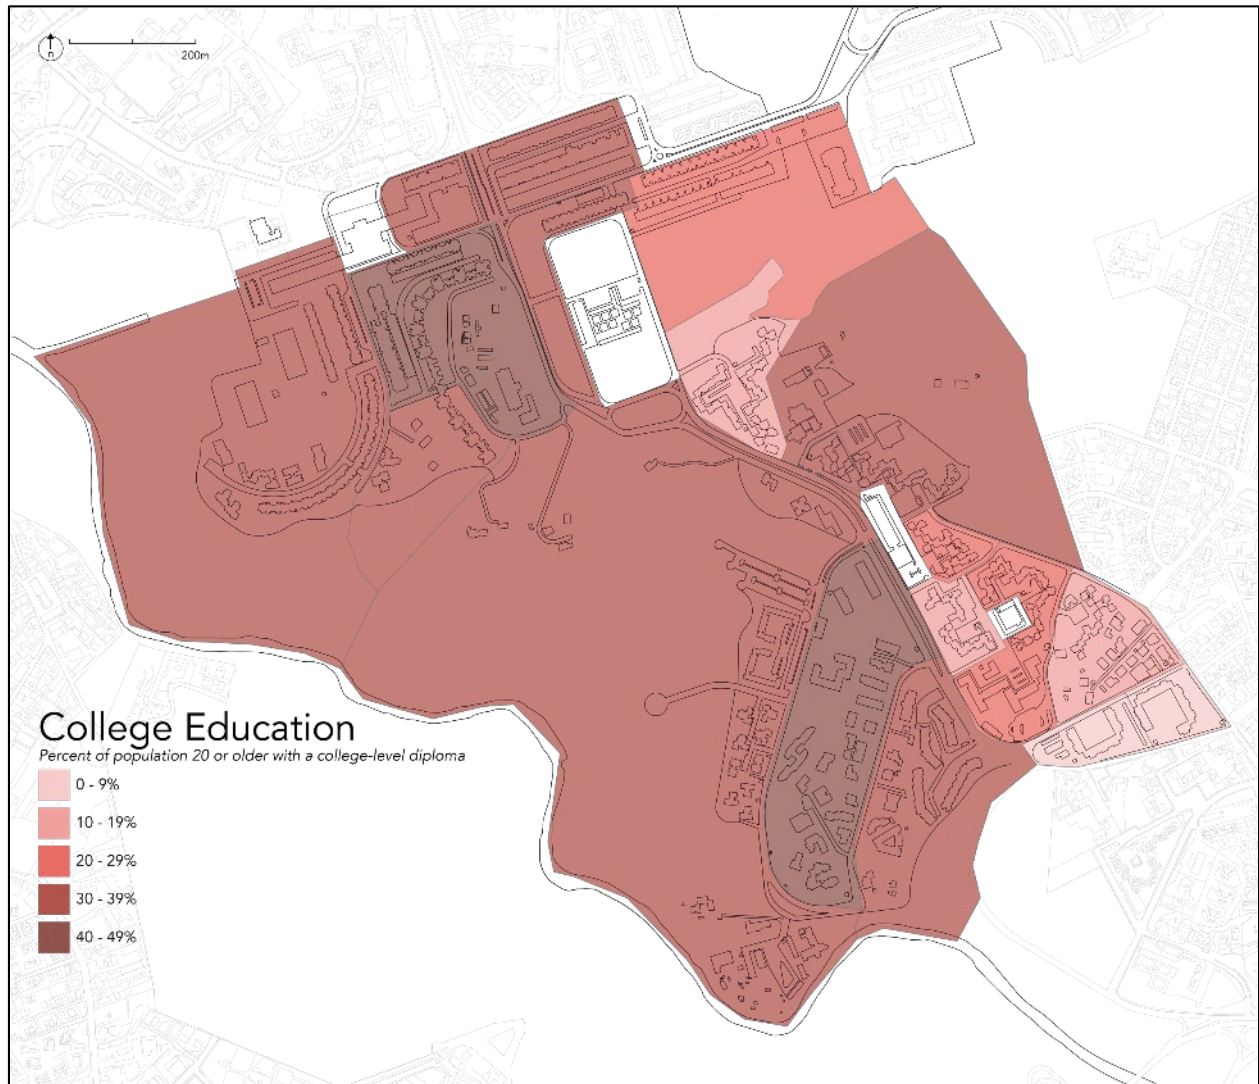 n
200m
College Education
Percent of population 20 or older with a college-level diploma
0 - 9%
10 - 19%
20 - 29%
30 - 39%
40 - 49%